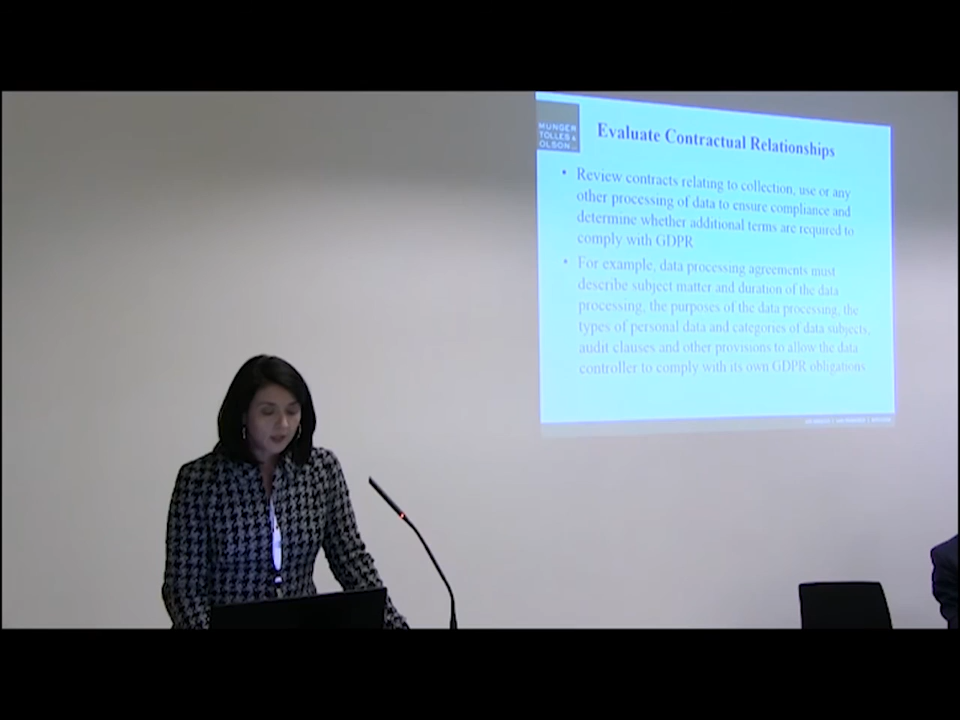 MUNGER
TOLLES &
OLSON
Evaluate Contractual Relationships
• Review contracts relating to collection, use or any
other processing of data to ensure compliance and
determine whether additional terms are required to
comply with GDPR
• For example, data processing agreements must
describe subject matter and duration of the data
processing, the purposes of the data processing, the
types of personal data and categories of data subjects,
audit clauses and other provisions to allow the data
controller to comply with its own GDPR obligations